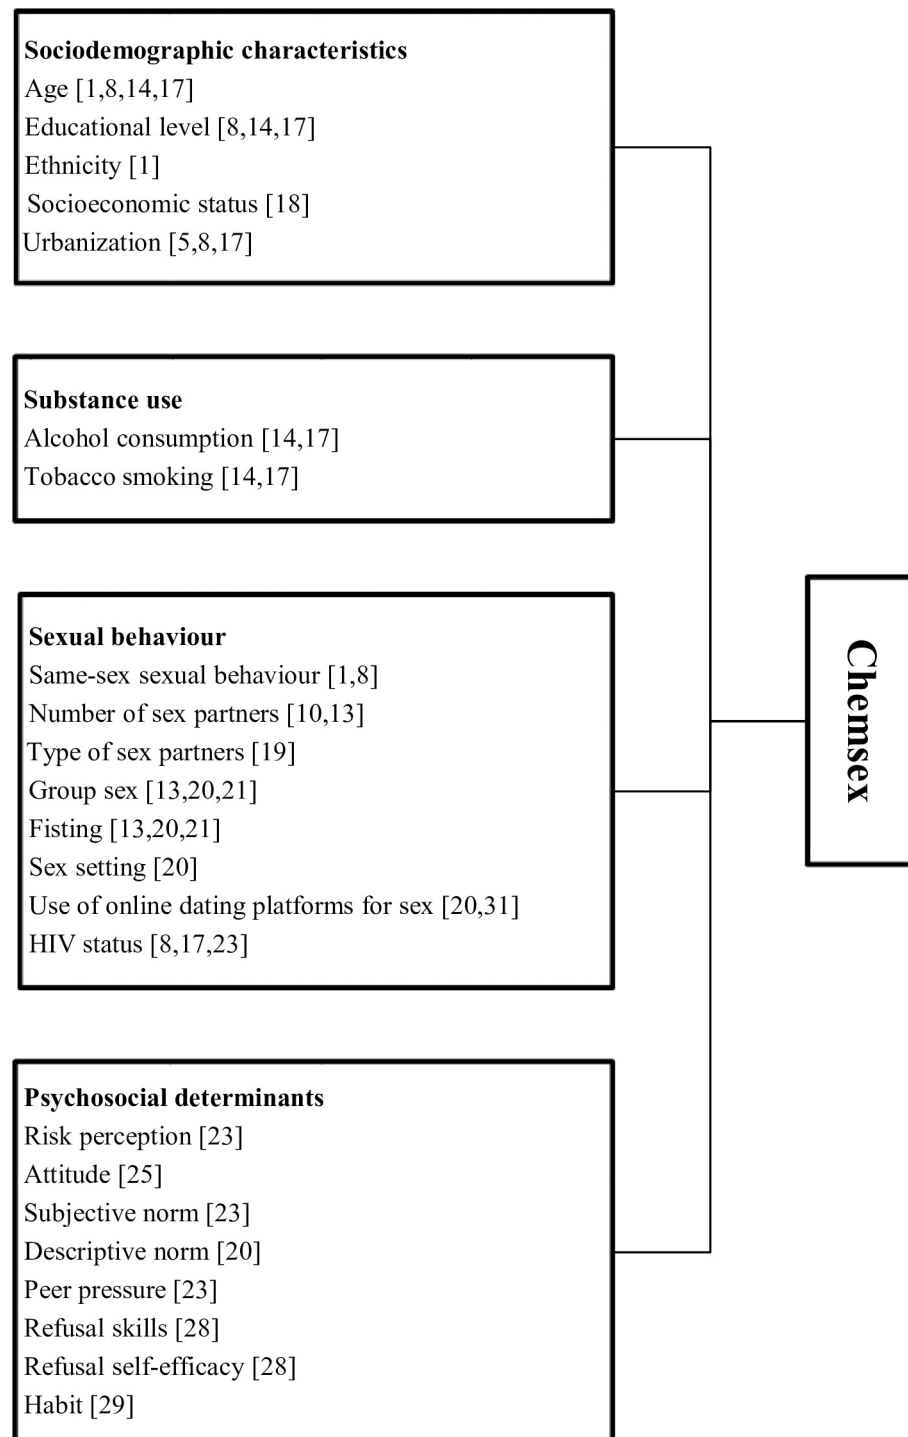 Sociodemographic characteristics
Age [1,8,14,17]
Educational level [8,14,17]
Ethnicity [1]
Socioeconomic status [18]
Urbanization [5,8,17]
Substance use
Alcohol consumption [14,17]
Tobacco smoking [14,17]
Sexual behaviour
Same-sex sexual behaviour [1,8]
Number of sex partners [10,13]
Type of sex partners [19]
Group sex [13,20,21]
Fisting [13,20,21]
Sex setting [20]
Use of online dating platforms for sex [20,31]
HIV status [8,17,23]
Psychosocial determinants
Risk perception [23]
Attitude [25]
Subjective norm [23]
Descriptive norm [20]
Peer pressure [23]
Refusal skills [28]
Refusal self-efficacy [28]
Habit [29]
Chemsex